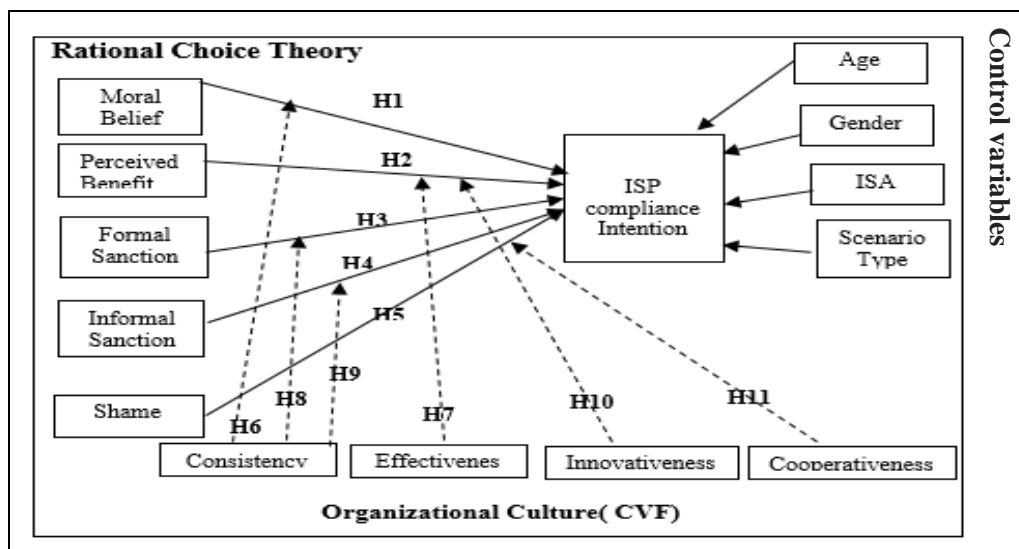 Rational Choice Theory
Moral
Belief
Perceived
Benefit
Formal
Sanction
Informal
Sanction
Shame
H1
H2
H3
H4
H5
H6
H8
H9
H7
H10
H11
ISP
compliance
Intention
Age
Gender
ISA
Scenario
Type
Control variables
Consistency
Effectivenes
Innovativeness
Cooperativeness
Organizational Culture( CVF)